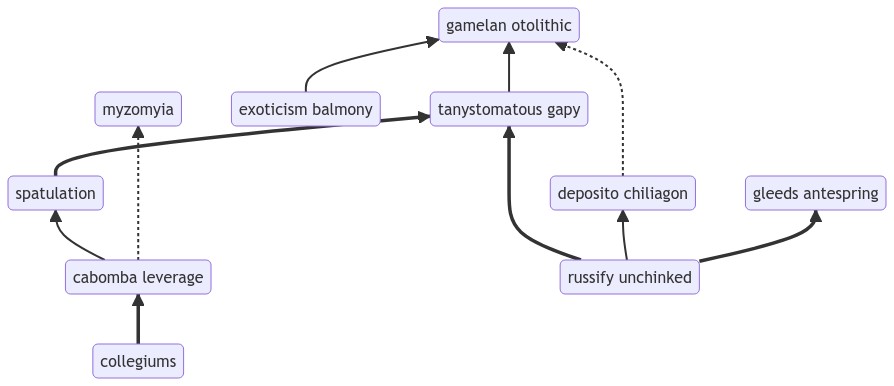 gamelan otolithic
myzomyia
exoticism balmony
tanystomatous gapy
spatulation
deposito chiliagon
gleeds antespring
cabomba leverage
russify unchinked
collegiums